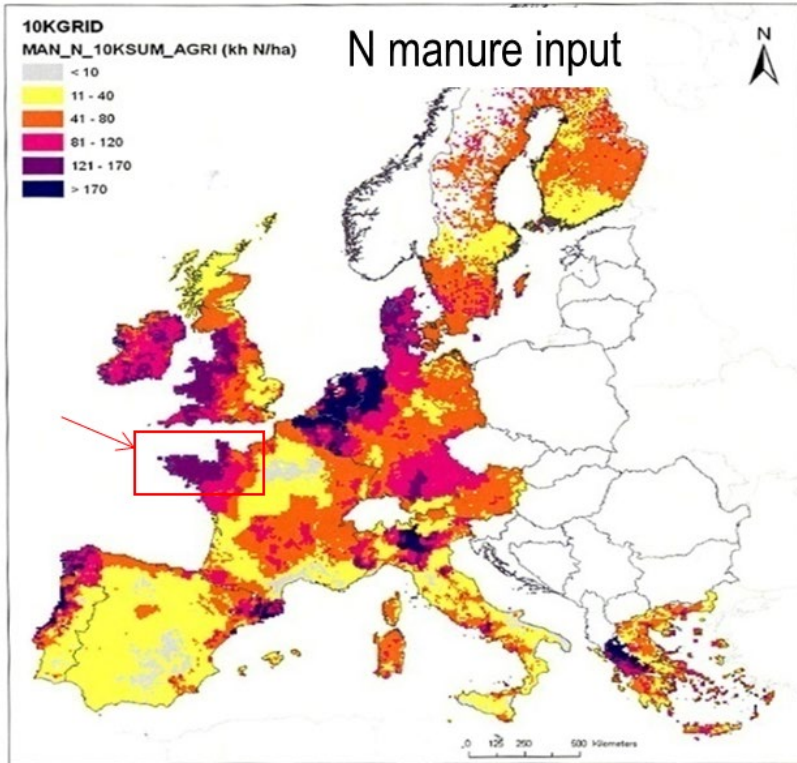 10KGRID
MAN_N_10KSUM_AGRI (kh N/ha)
< 10
11 - 40
41 - 80
81 - 120
121 - 170
> 170
N manure input
N
0 125 250 500 Kilometers